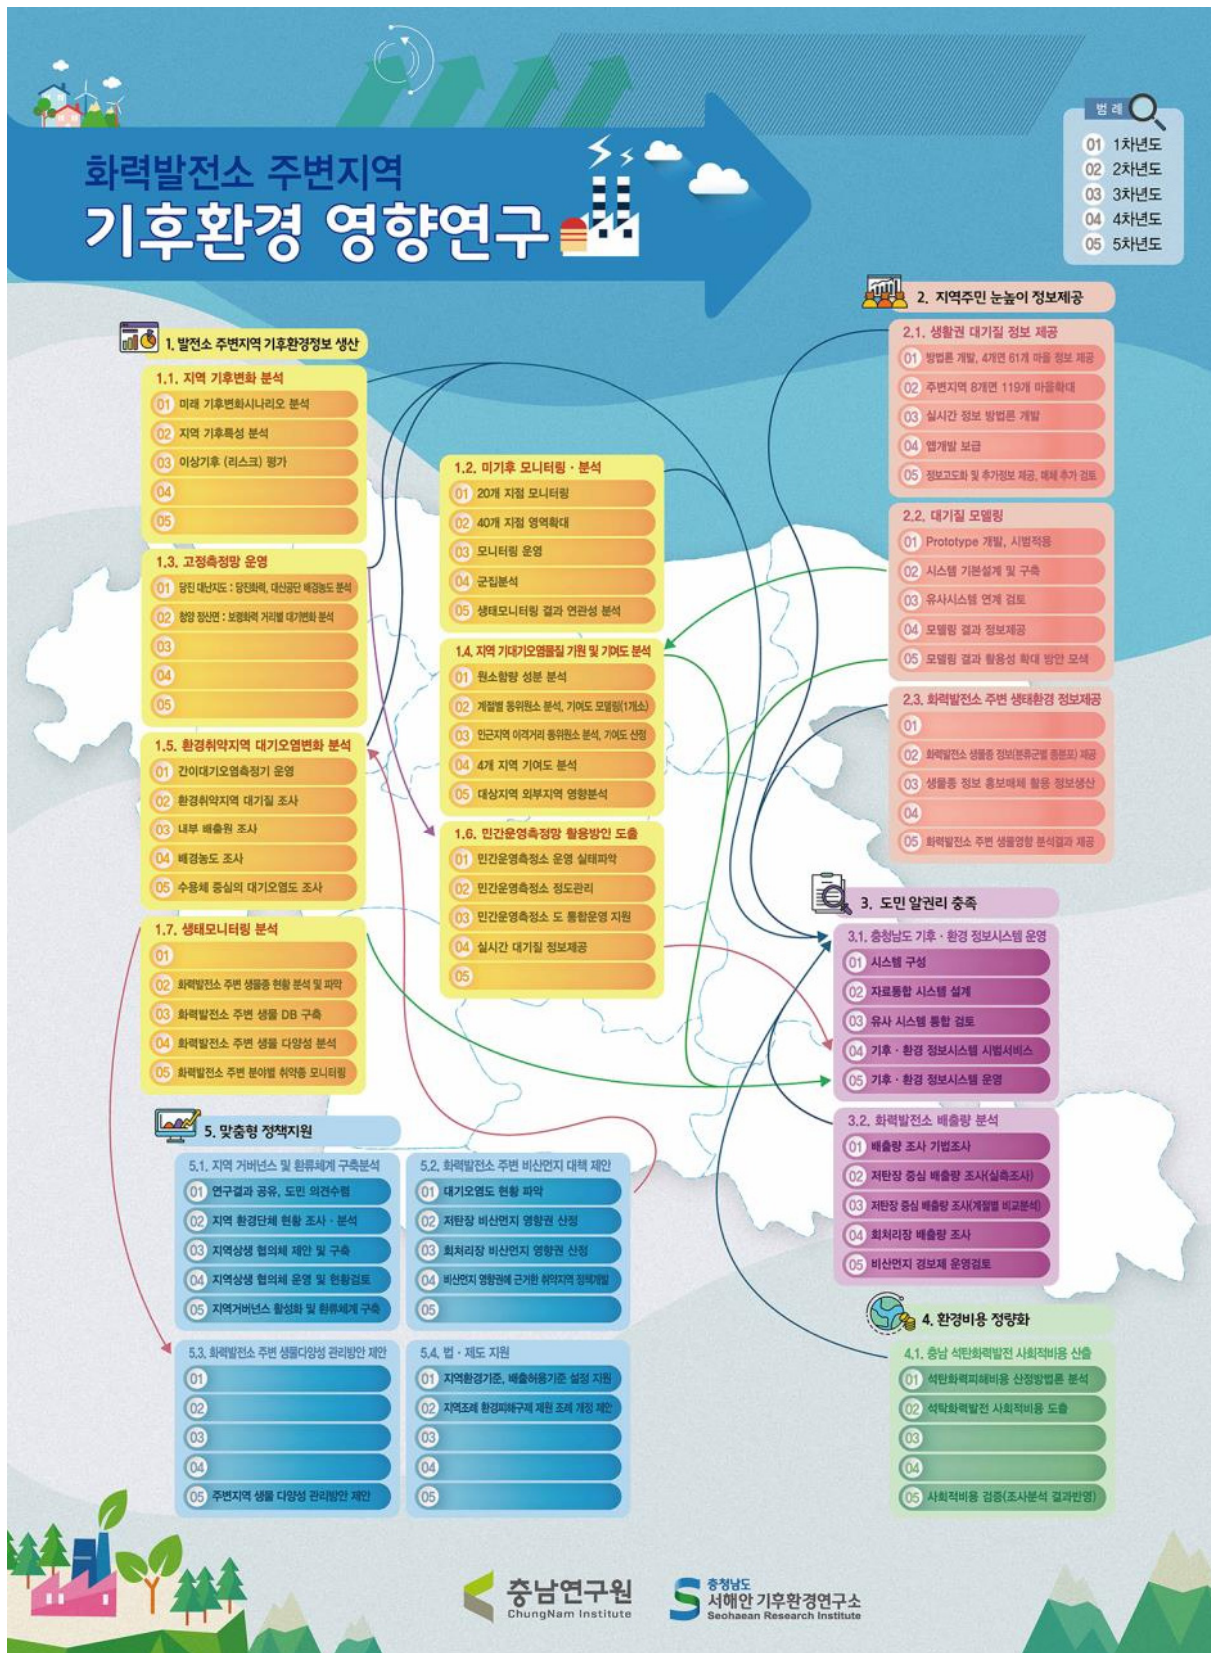 화력발전소 주변지역
기후환경 영향연구
범 례
01 1차년도
02 2차년도
03 3차년도
04 4차년도
05 5차년도
1. 발전소 주변지역 기후환경정보 생산
1.1. 지역 기후변화 분석
01 미래 기후변화시나리오 분석
02 지역 기후특성 분석
03 이상기후 (리스크) 평가
04
05
1.3. 고정측정망 운영
01 당진 대난지도 : 당진화력, 대산공단 배경농도 분석
02 청양 정산면 : 보령화력 거리별 대기변화 분석
03
04
05
1.5. 환경취약지역 대기오염변화 분석
01 간이대기오염측정기 운영
02 환경취약지역 대기질 조사
03 내부 배출원 조사
04 배경농도 조사
05 수용체 중심의 대기오염도 조사
1.7. 생태모니터링 분석
01
02 화력발전소 주변 생물종 현황 분석 및 파악
03 화력발전소 주변 생물 DB 구축
04 화력발전소 주변 생물 다양성 분석
05 화력발전소 주변 분야별 취약종 모니터링
1.2. 미기후 모니터링 · 분석
01 20개 지점 모니터링
02 40개 지점 영역확대
03 모니터링 운영
04 군집분석
05 생태모니터링 결과 연관성 분석
1.4. 지역 기대기오염물질 기원 및 기여도 분석
01 원소함량 성분 분석
02 계절별 동위원소 분석, 기여도 모델링(1개소)
03 인근지역 이격거리 동위원소 분석, 기여도 산정
04 4개 지역 기여도 분석
05 대상지역 외부지역 영향분석
1.6. 민간운영측정망 활용방안 도출
01 민간운영측정소 운영 실태파악
02 민간운영측정소 정도관리
03 민간운영측정소 도 통합운영 지원
04 실시간 대기질 정보제공
05
2. 지역주민 눈높이 정보제공
2.1. 생활권 대기질 정보 제공
01 방법론 개발, 4개면 61개 마을 정보 제공
02 주변지역 8개면 119개 마을확대
03 실시간 정보 방법론 개발
04 앱개발 보급
05 정보고도화 및 추가정보 제공, 매체 추가 검토
2.2. 대기질 모델링
01 Prototype 개발, 시범적용
02 시스템 기본설계 및 구축
03 유사시스템 연계 검토
04 모델링 결과 정보제공
05 모델링 결과 활용성 확대 방안 모색
2.3. 화력발전소 주변 생태환경 정보제공
01
02 화력발전소 생물종 정보(분류군별 종분포) 제공
03 생물종 정보 홍보매체 활용 정보생산
04
05 화력발전소 주변 생물영향 분석결과 제공
3. 도민 알권리 충족
3.1. 충청남도 기후 · 환경 정보시스템 운영
01 시스템 구성
02 자료통합 시스템 설계
03 유사 시스템 통합 검토
04 기후 · 환경 정보시스템 시범서비스
05 기후 · 환경 정보시스템 운영
3.2. 화력발전소 배출량 분석
01 배출량 조사 기법조사
02 저탄장 중심 배출량 조사(실측조사)
03 저탄장 중심 배출량 조사(계절별 비교분석)
04 회처리장 배출량 조사
05 비산먼지 경보제 운영검토
4. 환경비용 정량화
4.1. 충남 석탄화력발전 사회적비용 산출
01 석탄화력피해비용 산정방법론 분석
02 석탁화력발전 사회적비용 도출
03
04
05 사회적비용 검증(조사분석 결과반영)
5. 맞춤형 정책지원
5.1. 지역 거버넌스 및 환류체계 구축분석
01 연구결과 공유, 도민 의견수렴
02 지역 환경단체 현황 조사 · 분석
03 지역상생 협의체 제안 및 구축
04 지역상생 협의체 운영 및 현황검토
05 지역거버넌스 활성화 및 환류체계 구축
5.2. 화력발전소 주변 비산먼지 대책 제안
01 대기오염도 현황 파악
02 저탄장 비산먼지 영향권 산정
03 회처리장 비산먼지 영향권 산정
04 비산먼지 영향권에 근거한 취약지역 정책개발
05
5.3. 화력발전소 주변 생물다양성 관리방안 제안
01
02
03
04
05 주변지역 생물 다양성 관리방안 제안
5.4. 법 · 제도 지원
01 지역환경기준, 배출허용기준 설정 지원
02 지역조례 환경피해구제 재원 조례 개정 제안
03
04
05
충남연구원
ChungNam Institute
충청남도
서해안 기후환경연구소
Seohaean Research Institute